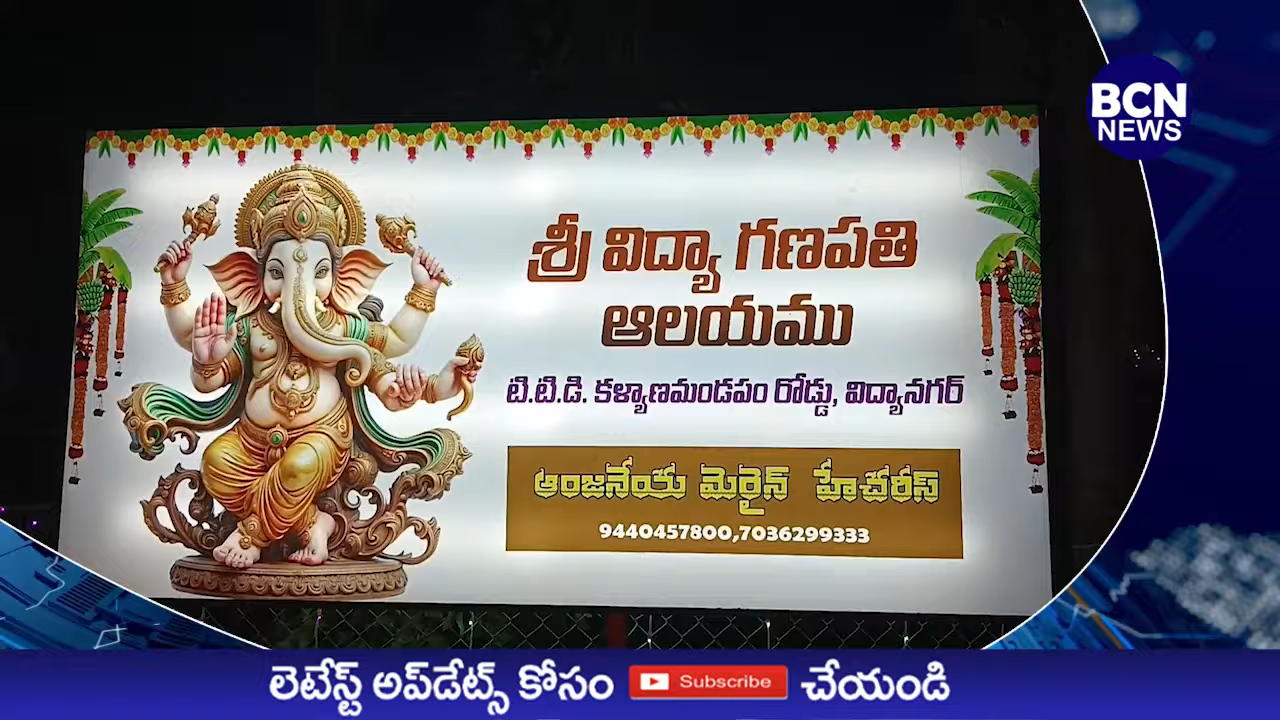 BCN
NEWS
శ్రీ విద్యా గణపతి
ఆలయము
టి.టి.డి. కళ్యాణమండపం రోడ్డు, విద్యానగర్
ఆంజనేయ మెరైన్ హేచరీస్
9440457800,7036299333
లెటేస్ట్ అప్‌డేట్స్ కోసం Subscribe చేయండి